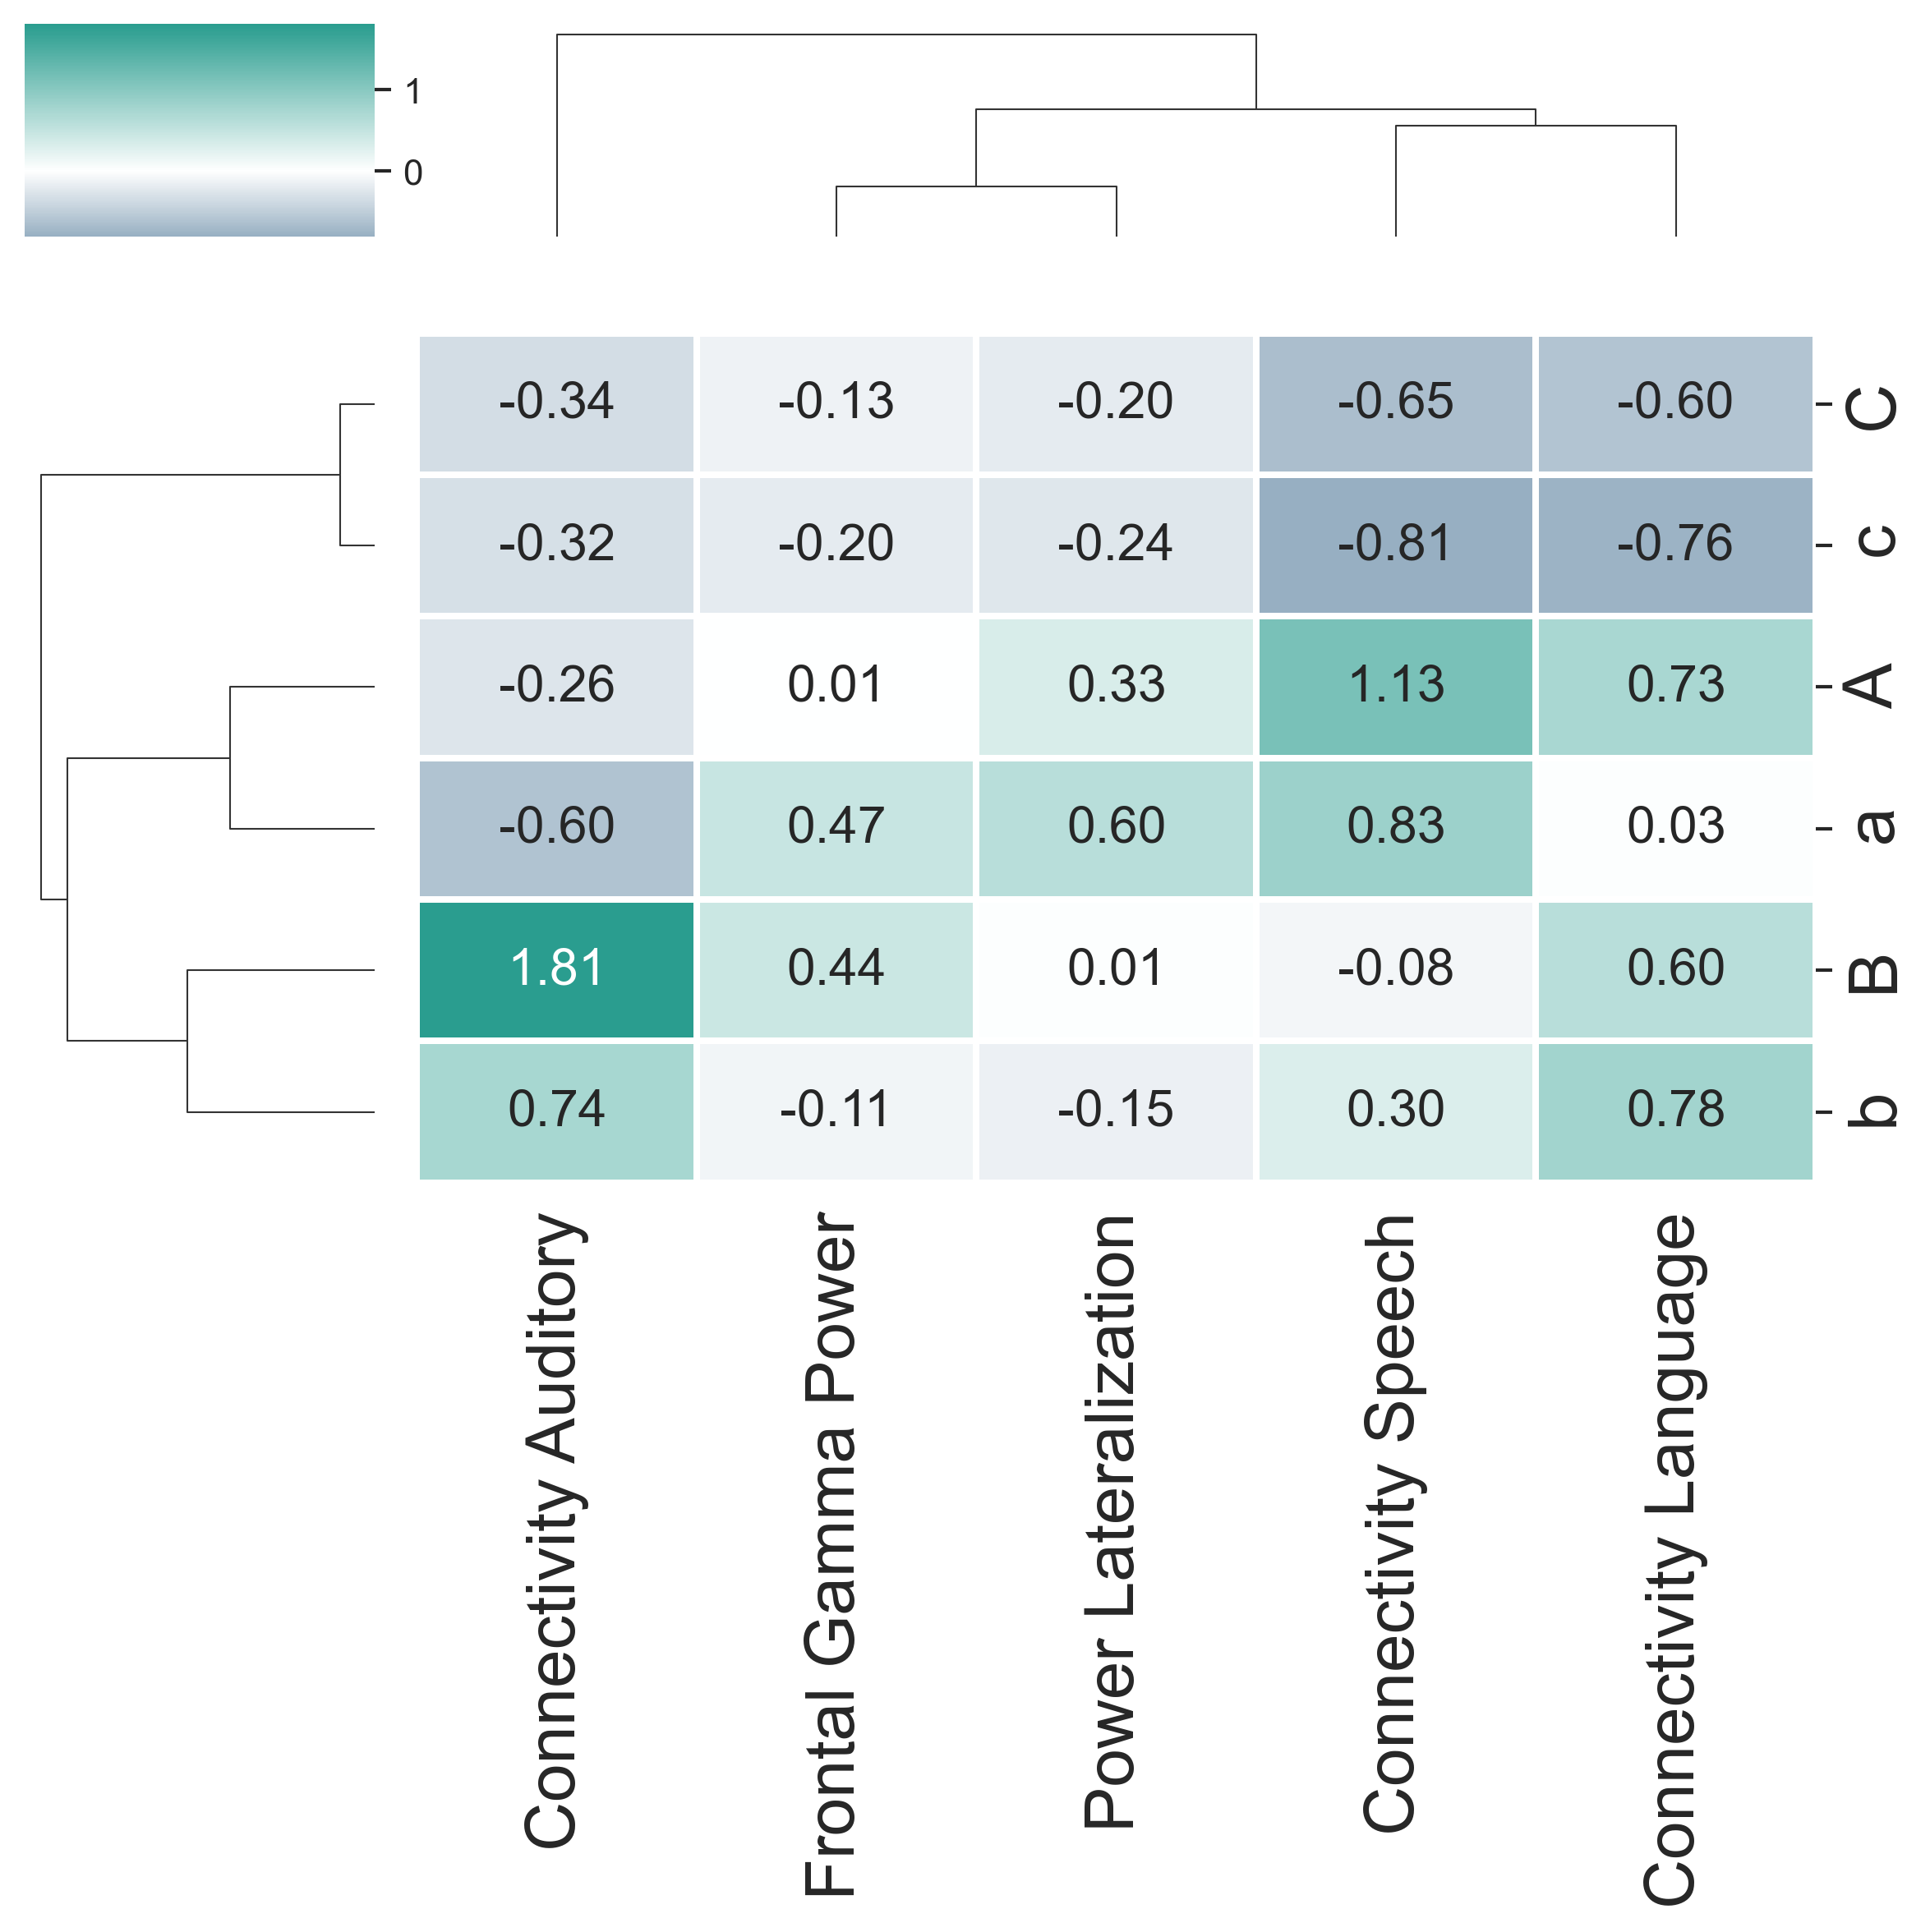 1
0
-0.34 -0.13 -0.20 -0.65 -0.60 C
-0.32 -0.20 -0.24 -0.81 -0.76 c
-0.26 0.01 0.33 1.13 0.73 A
-0.60 0.47 0.60 0.83 0.03 a
1.81 0.44 0.01 -0.08 0.60 B
0.74 -0.11 -0.15 0.30 0.78 b
Connectivity Auditory
Frontal Gamma Power
Power Lateralization
Connectivity Speech
Connectivity Language